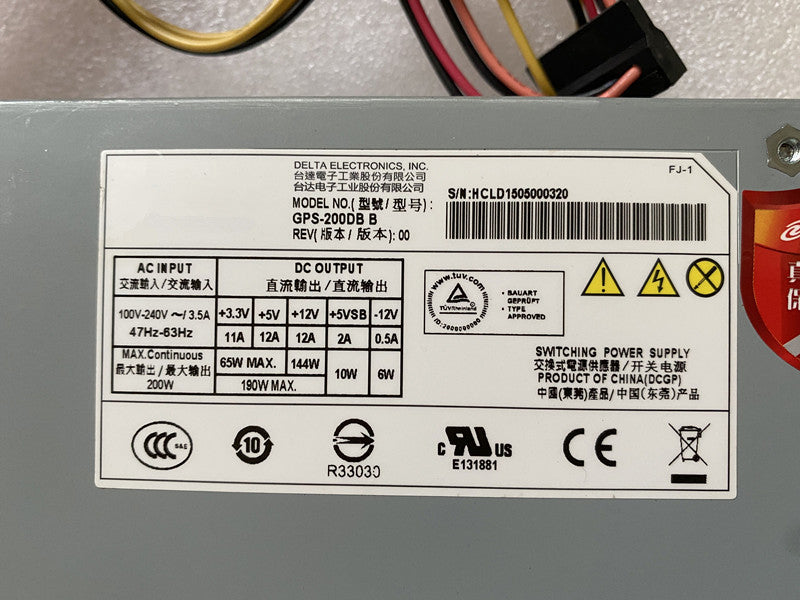 DELTA ELECTRONICS, INC.
台達電子工業股份有限公司
台达电子工业股份有限公司
MODEL NO.(型號/型号):
GPS-200DB B
REV(版本/版本): 00
S/N:HCLD1505000320
FJ-1
AC INPUT
交流輸入/交流输入
DC OUTPUT
直流輸出/直流输出
100V-240V ～/3.5A
47Hz-63Hz
+3.3V +5V +12V +5VSB -12V
11A 12A 12A 2A 0.5A
MAX.Continuous
最大輸出/最大输出
200W
65W MAX. 144W 10W 6W
190W MAX.
www.tuv.com
TÜVRheinland
• BAUART
GEPRÜFT
• TYPE
APPROVED
SWITCHING POWER SUPPLY
交換式電源供應器/开关电源
PRODUCT OF CHINA(DCGP)
中國(東莞)產品/中国(东莞)产品
CCC S&E
10
R33030
c UL US
E131881
CE
真
保